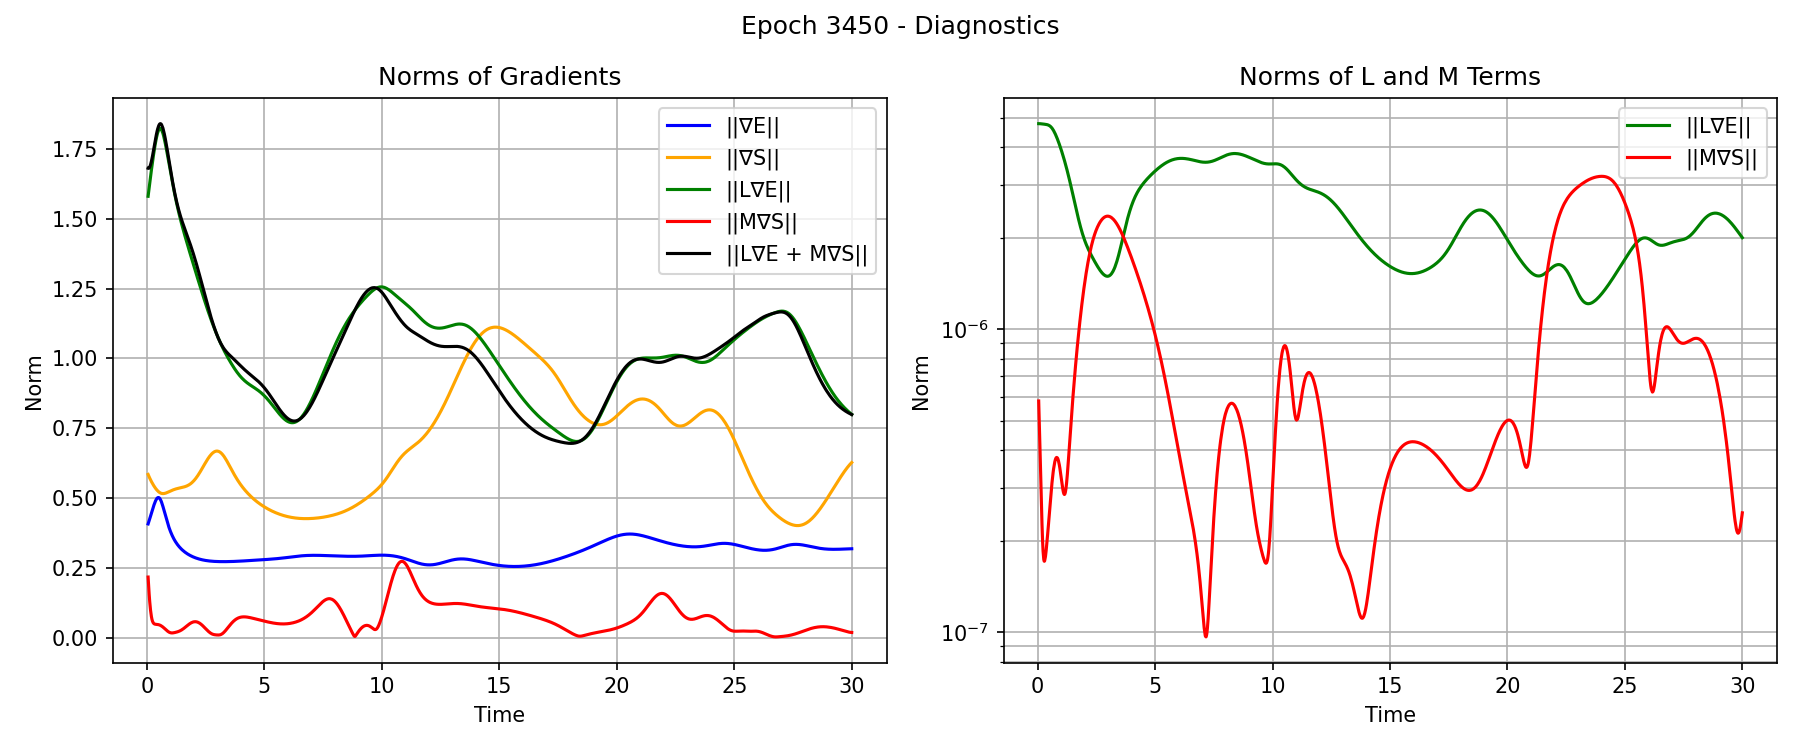 Epoch 3450 - Diagnostics
Norms of Gradients
Norm
1.75
1.50
1.25
1.00
0.75
0.50
0.25
0.00
0 5 10 15 20 25 30
Time
||∇E||
||∇S||
||L∇E||
||M∇S||
||L∇E + M∇S||
Norms of L and M Terms
Norm
10⁻⁶
10⁻⁷
0 5 10 15 20 25 30
Time
||L∇E||
||M∇S||